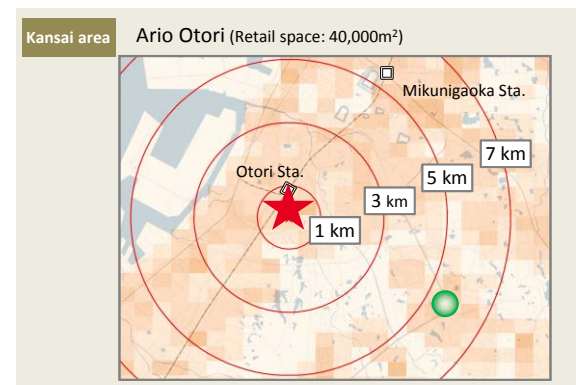 Kansai area
Ario Otori (Retail space: 40,000m²)
Mikunigaoka Sta.
7 km
5 km
Otori Sta.
3 km
1 km